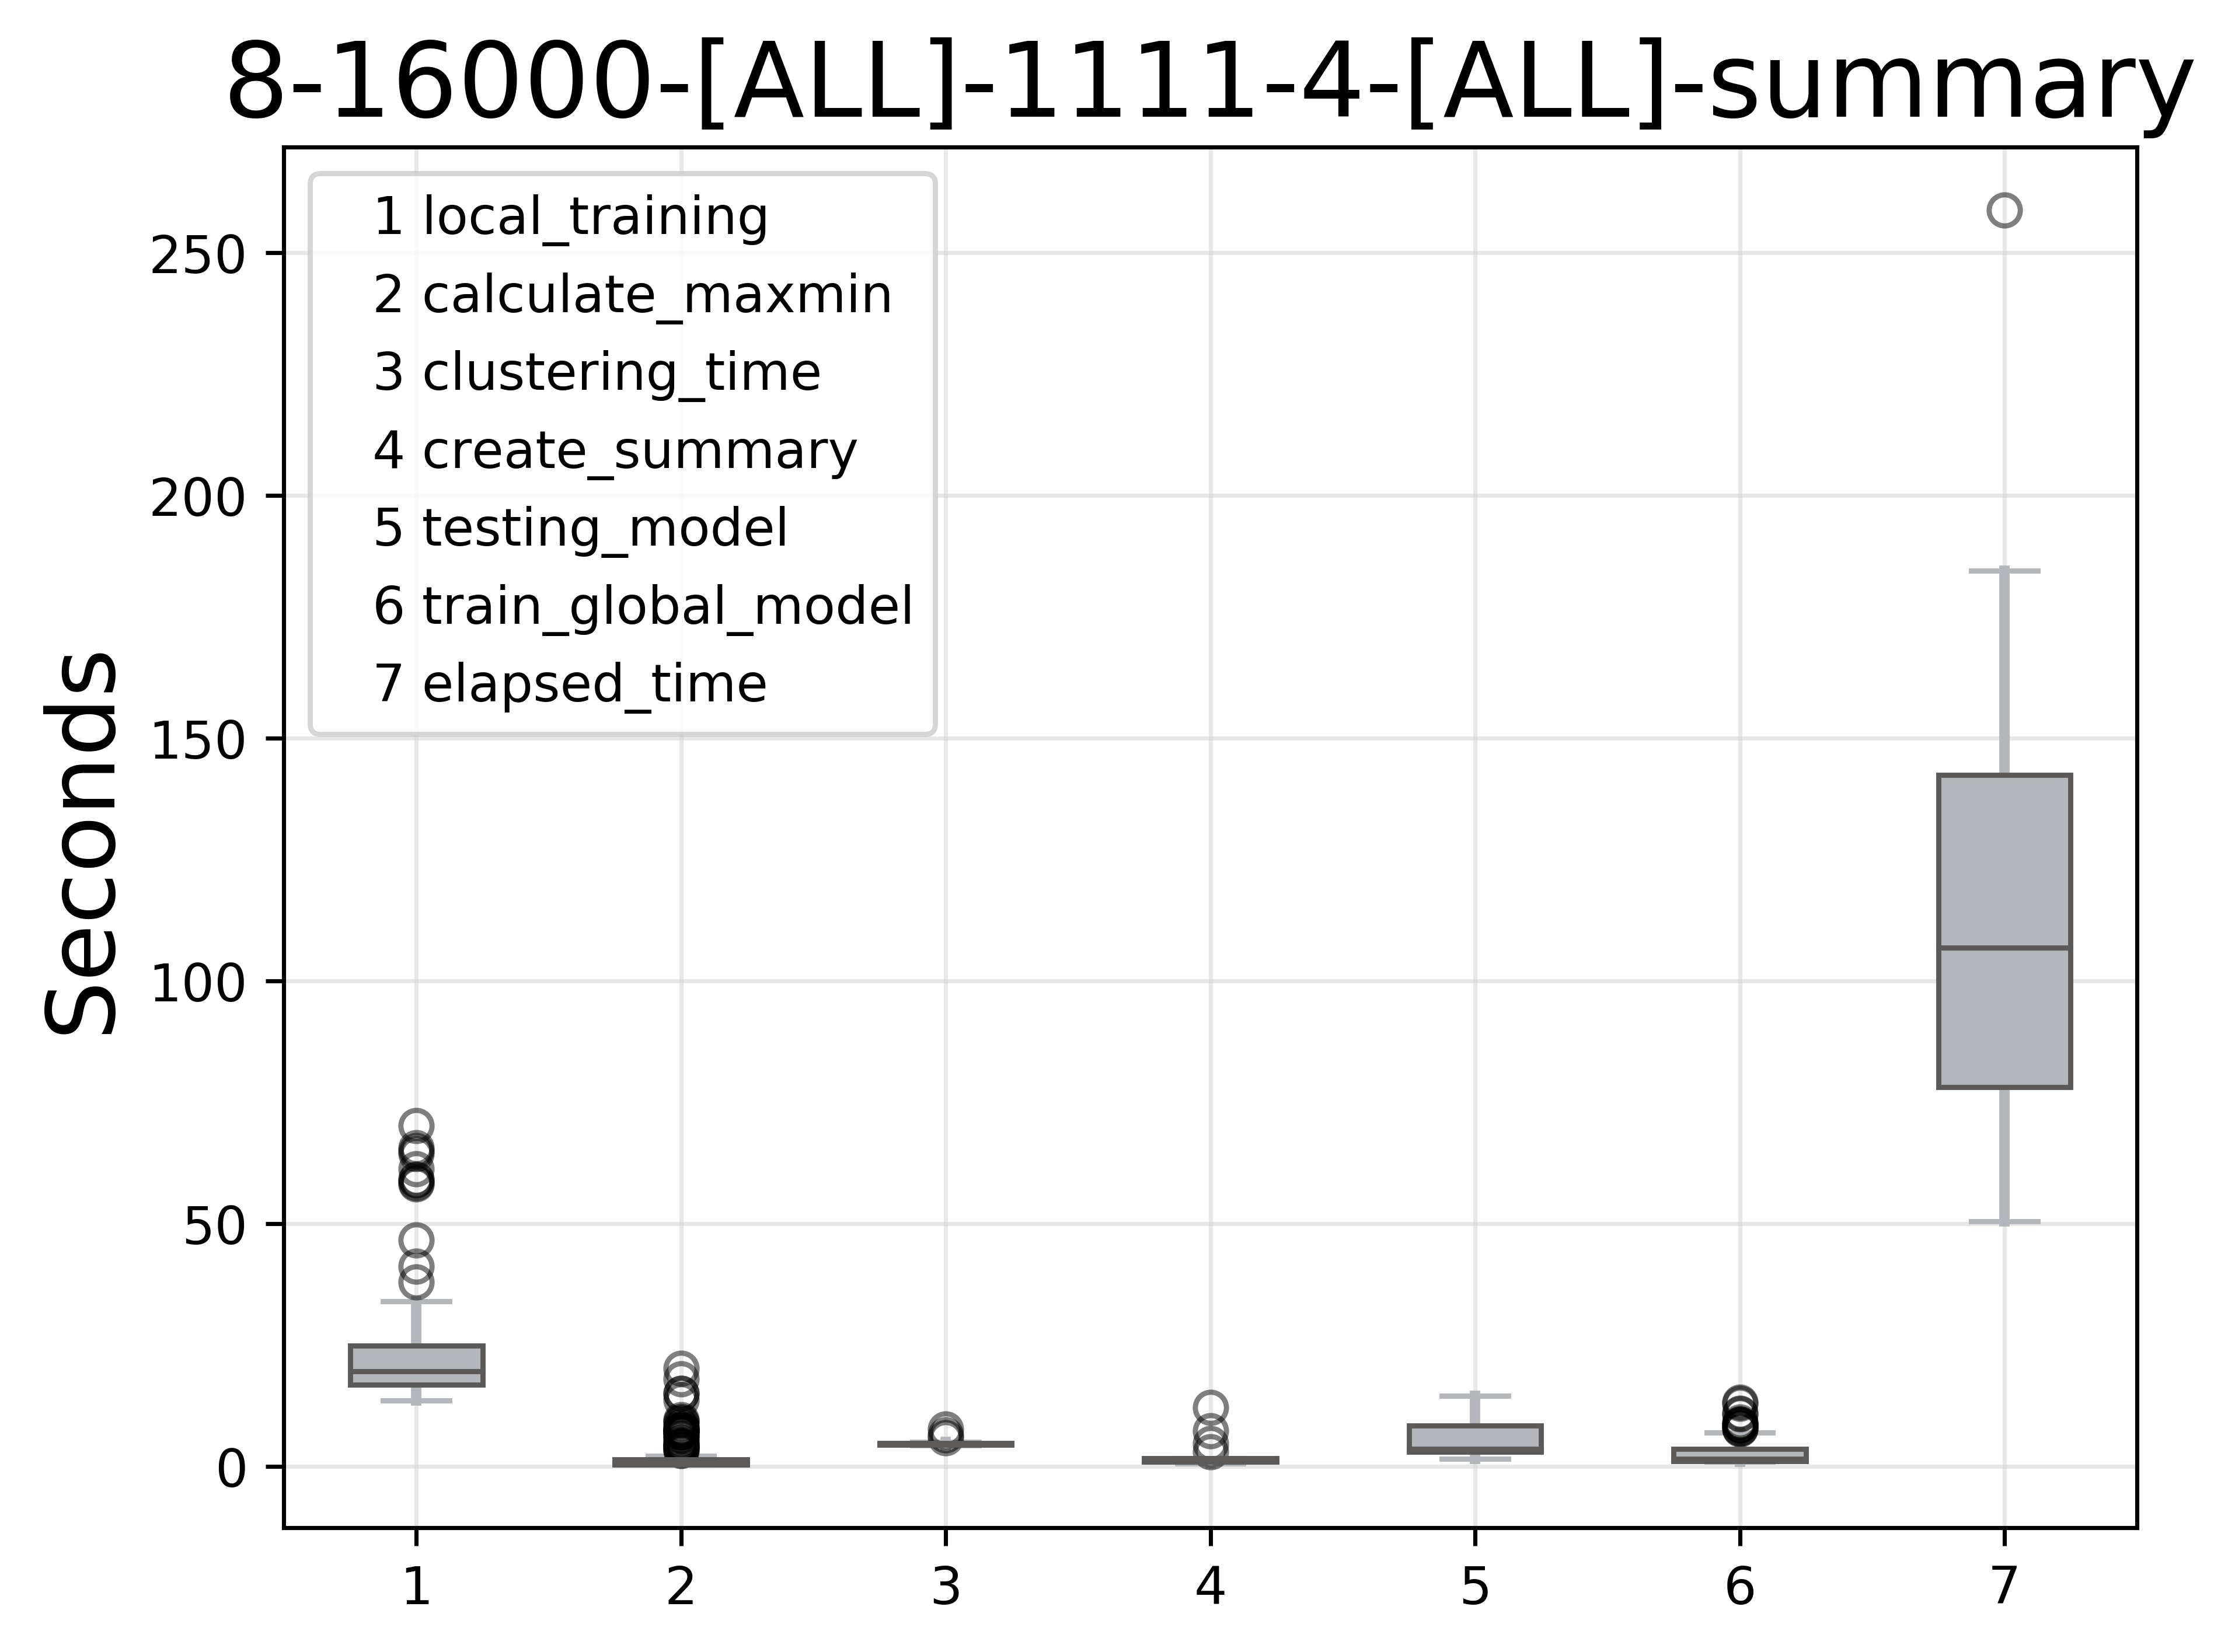 8-16000-[ALL]-1111-4-[ALL]-summary
1 local_training
2 calculate_maxmin
3 clustering_time
4 create_summary
5 testing_model
6 train_global_model
7 elapsed_time
Seconds
250
200
150
100
50
0
1 2 3 4 5 6 7